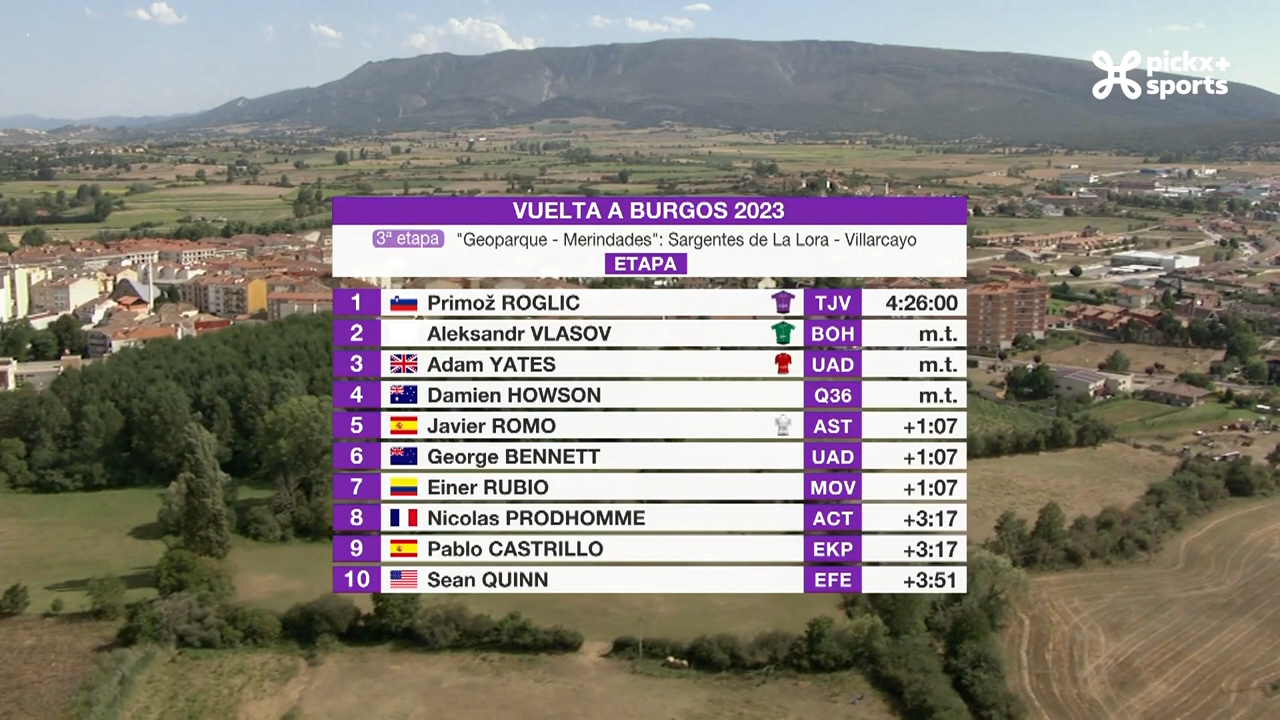 pickx+
sports
VUELTA A BURGOS 2023
3ª etapa "Geoparque - Merindades": Sargentes de La Lora - Villarcayo
ETAPA
1 Primož ROGLIC TJV 4:26:00
2 Aleksandr VLASOV BOH m.t.
3 Adam YATES UAD m.t.
4 Damien HOWSON Q36 m.t.
5 Javier ROMO AST +1:07
6 George BENNETT UAD +1:07
7 Einer RUBIO MOV +1:07
8 Nicolas PRODHOMME ACT +3:17
9 Pablo CASTRILLO EKP +3:17
10 Sean QUINN EFE +3:51